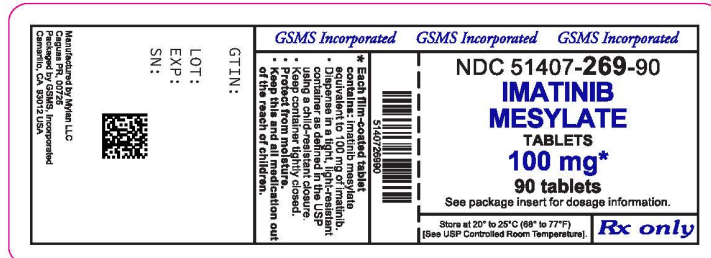 GSMS Incorporated GSMS Incorporated GSMS Incorporated
NDC 51407-269-90
IMATINIB
MESYLATE
TABLETS
100 mg*
90 tablets
See package insert for dosage information.
Store at 20° to 25°C (68° to 77°F)
[See USP Controlled Room Temperature].
Rx only
5140726990
* Each film-coated tablet
contains: imatinib mesylate
equivalent to 100 mg of imatinib.
• Dispense in a tight, light-resistant
container as defined in the USP
using a child-resistant closure.
• Keep container tightly closed.
• Protect from moisture.
• Keep this and all medication out
of the reach of children.
GTIN:
LOT:
EXP:
SN:
Manufactured by Mylan LLC
Caguas PR, 00725
Packaged by GSMS, Incorporated
Camarillo, CA 93012 USA